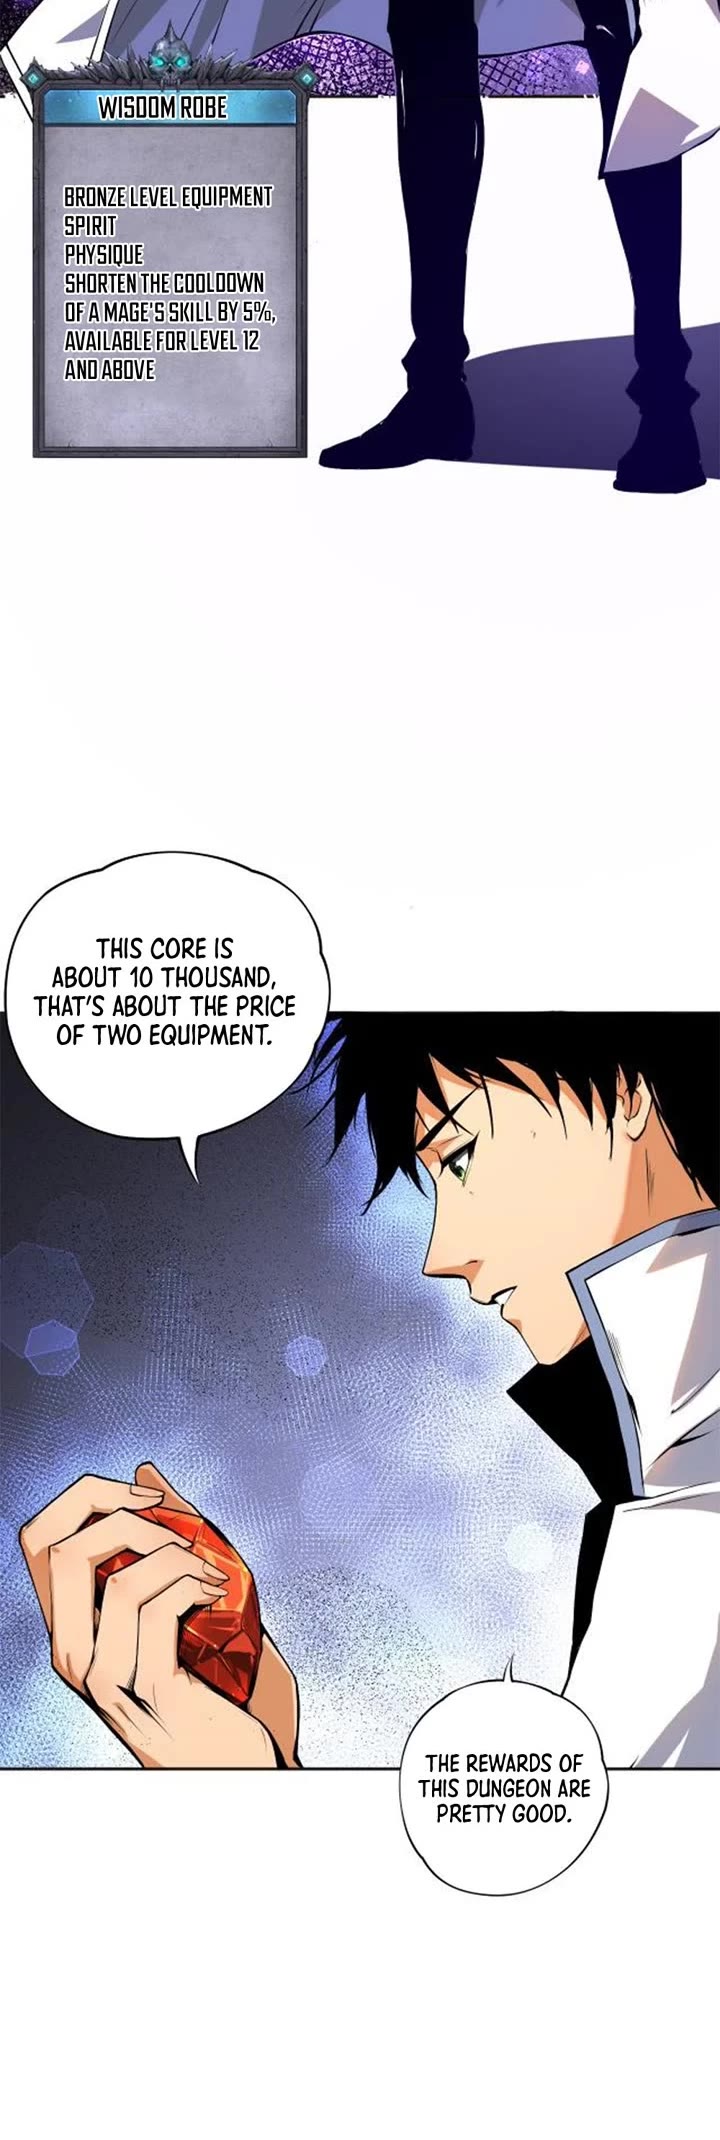 WISDOM ROBE
BRONZE LEVEL EQUIPMENT
SPIRIT
PHYSIQUE
SHORTEN THE COOLDOWN
OF A MAGE'S SKILL BY 5%,
AVAILABLE FOR LEVEL 12
AND ABOVE
THIS CORE IS
ABOUT 10 THOUSAND,
THAT'S ABOUT THE PRICE
OF TWO EQUIPMENT.
THE REWARDS OF
THIS DUNGEON ARE
PRETTY GOOD.